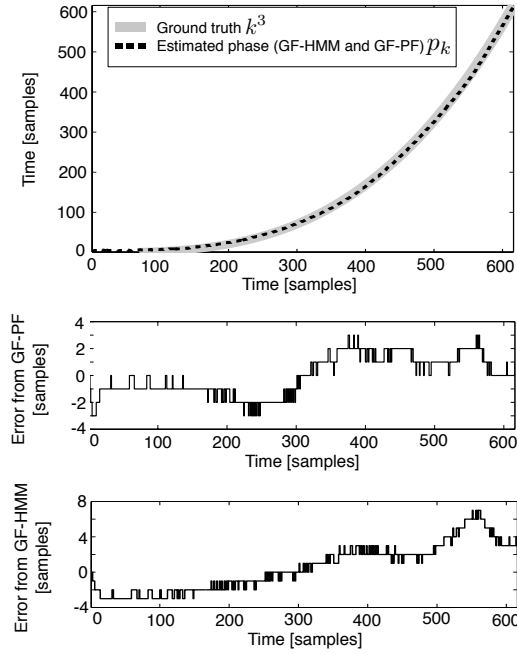 600
500
400
300
200
100
0
Time [samples]
Ground truth k^3
Estimated phase (GF-HMM and GF-PF) p_k
0 100 200 300 400 500 600
Time [samples]
4
2
0
-2
-4
Error from GF-PF
[samples]
0 100 200 300 400 500 600
Time [samples]
8
4
0
-4
Error from GF-HMM
[samples]
0 100 200 300 400 500 600
Time [samples]